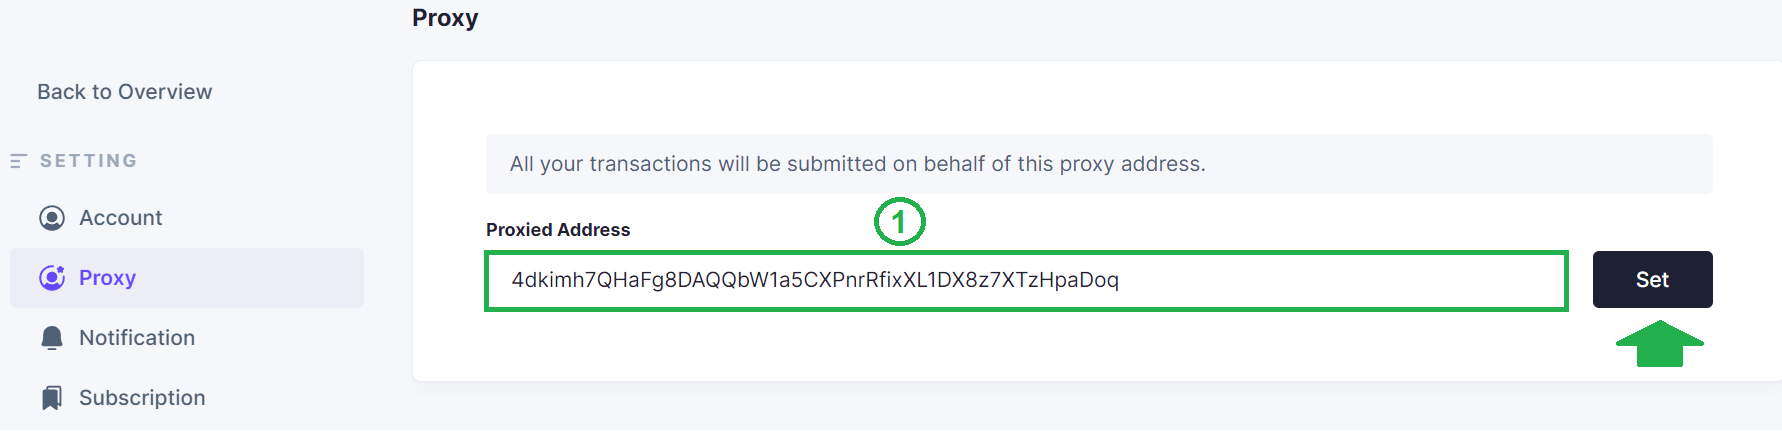 Proxy
Back to Overview
SETTING
Account
Proxy
Notification
Subscription
All your transactions will be submitted on behalf of this proxy address.
1
Proxied Address
4dkimh7QHaFg8DAQQbW1a5CXPnrRfixXL1DX8z7XTzHpaDoq
Set